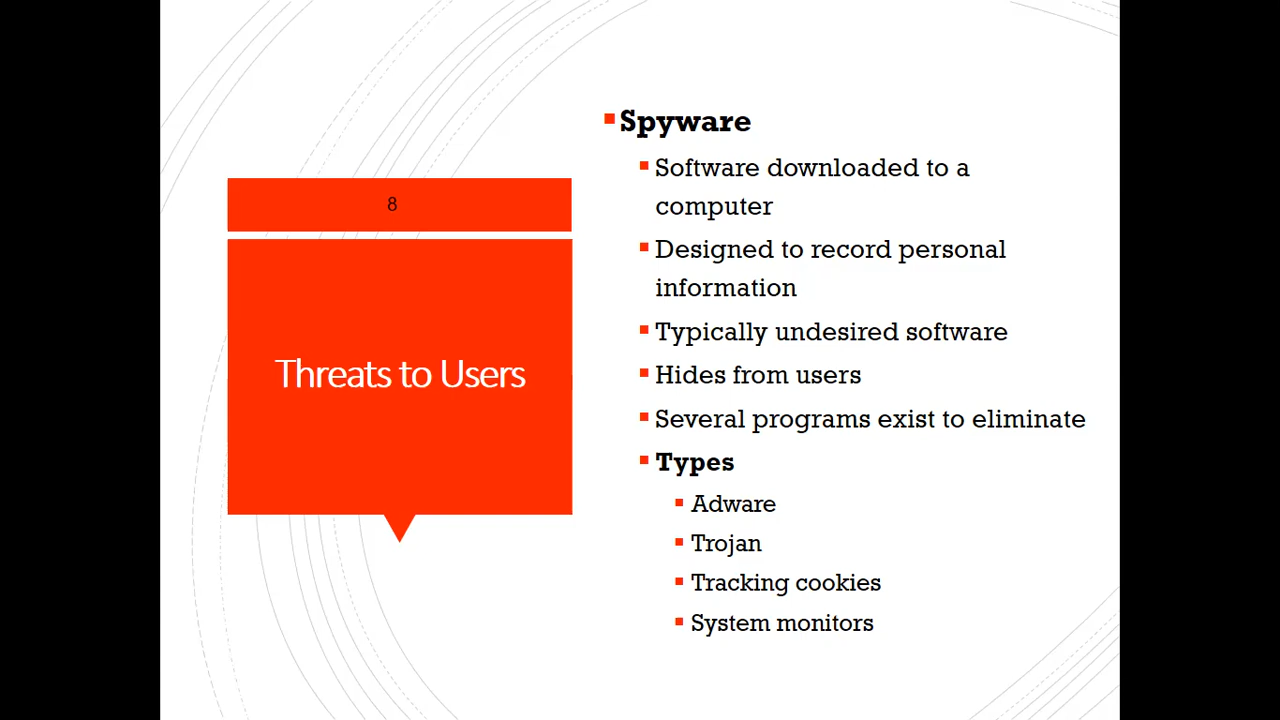 8
Threats to Users
Spyware
Software downloaded to a
computer
Designed to record personal
information
Typically undesired software
Hides from users
Several programs exist to eliminate
Types
Adware
Trojan
Tracking cookies
System monitors